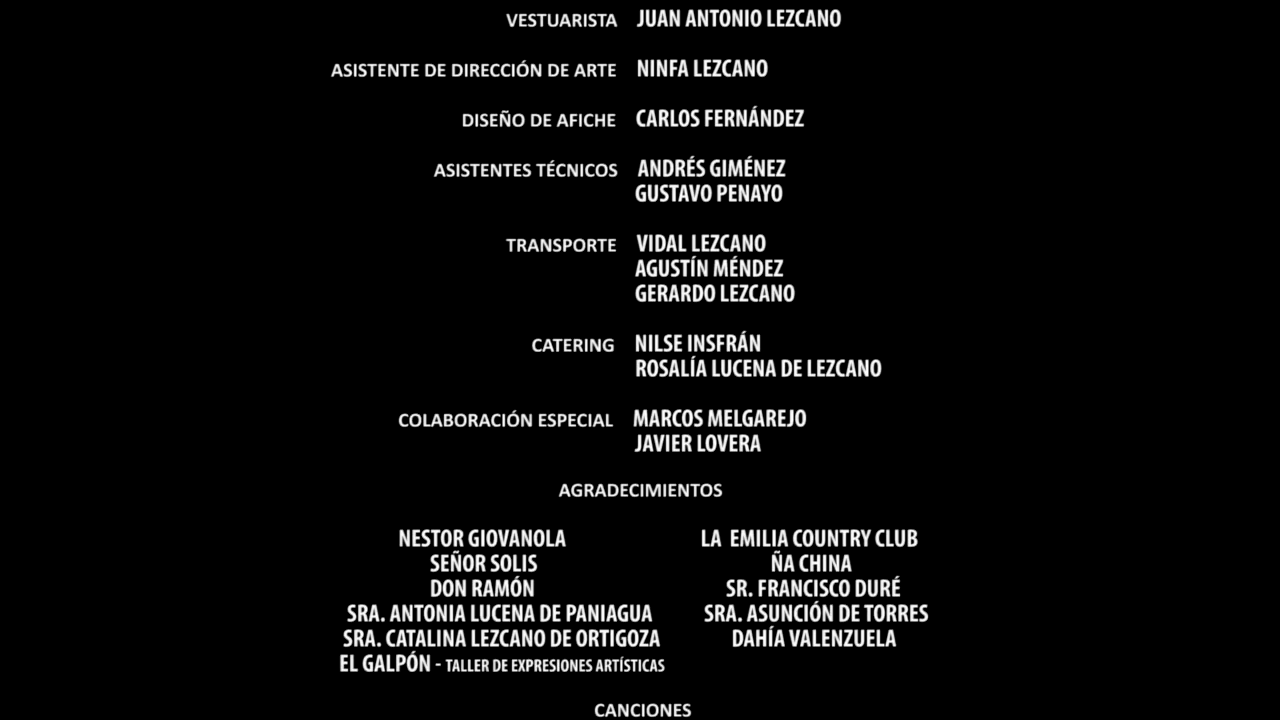 VESTUARISTA JUAN ANTONIO LEZCANO
ASISTENTE DE DIRECCIÓN DE ARTE NINFA LEZCANO
DISEÑO DE AFICHE CARLOS FERNÁNDEZ
ASISTENTES TÉCNICOS ANDRÉS GIMÉNEZ
GUSTAVO PENAYO
TRANSPORTE VIDAL LEZCANO
AGUSTÍN MÉNDEZ
GERARDO LEZCANO
CATERING NILSE INSFRÁN
ROSALÍA LUCENA DE LEZCANO
COLABORACIÓN ESPECIAL MARCOS MELGAREJO
JAVIER LOVERA
AGRADECIMIENTOS
NESTOR GIOVANOLA
SEÑOR SOLIS
DON RAMÓN
SRA. ANTONIA LUCENA DE PANIAGUA
SRA. CATALINA LEZCANO DE ORTIGOZA
EL GALPÓN - TALLER DE EXPRESIONES ARTÍSTICAS
LA EMILIA COUNTRY CLUB
ÑA CHINA
SR. FRANCISCO DURÉ
SRA. ASUNCIÓN DE TORRES
DAHÍA VALENZUELA
CANCIONES